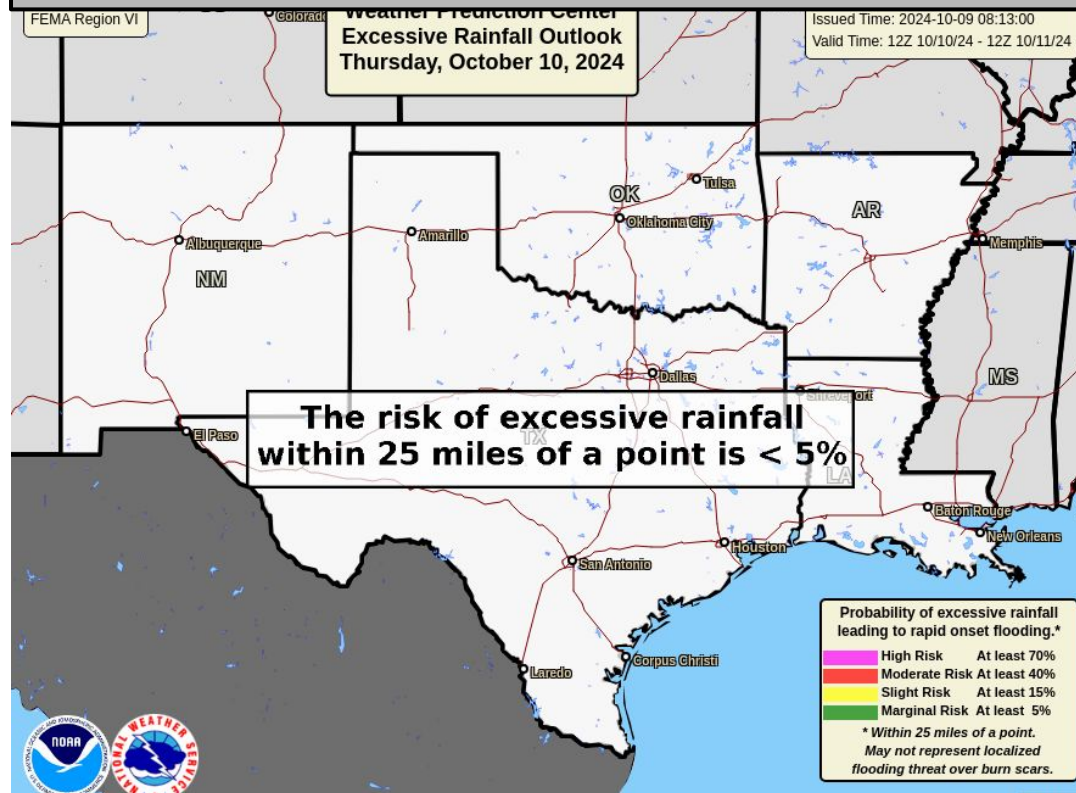 FEMA Region VI
Colorado
Weather Prediction Center
Excessive Rainfall Outlook
Thursday, October 10, 2024
Issued Time: 2024-10-09 08:13:00
Valid Time: 12Z 10/10/24 - 12Z 10/11/24
Tulsa
OK
AR
Oklahoma City
Amarillo
Albuquerque
Memphis
NM
Dallas
MS
Shreveport
The risk of excessive rainfall
El Paso
TX
within 25 miles of a point is < 5%
LA
Baton Rouge
New Orleans
Houston
San Antonio
Corpus Christi
Laredo
Probability of excessive rainfall
leading to rapid onset flooding.*
High Risk At least 70%
Moderate Risk At least 40%
Slight Risk At least 15%
Marginal Risk At least 5%
* Within 25 miles of a point.
May not represent localized
flooding threat over burn scars.
NOAA
NATIONAL WEATHER SERVICE